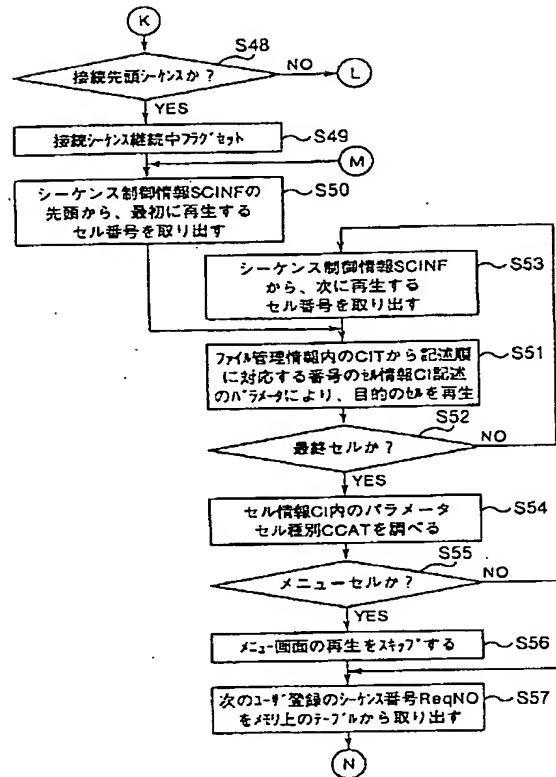 K
S48
接続先頭シーケンスか?
NO
L
YES
接続シーケンス継続中フラグセット
S49
M
シーケンス制御情報SCINFの
先頭から、最初に再生する
セル番号を取り出す
S50
シーケンス制御情報SCINF
から、次に再生する
セル番号を取り出す
S53
ファイル管理情報内のCITから記述順
に対応する番号のセル情報CI記述
のパラメータにより、目的のセルを再生
S51
S52
最終セルか?
NO
YES
セル情報CI内のパラメータ
セル種別CCATを調べる
S54
S55
メニューセルか?
NO
YES
メニュー画面の再生をスキップする
S56
次のユーザ登録のシーケンス番号ReqNO
をメモリ上のテーブルから取り出す
S57
N